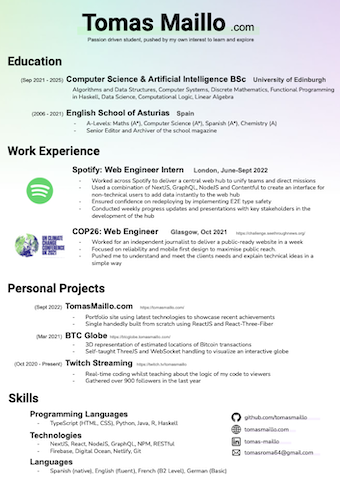 Tomas Maillo .com
Passion driven student, pushed by my own interest to learn and explore
Education
(Sep 2021 - 2025) Computer Science & Artificial Intelligence BSc University of Edinburgh
Algorithms and Data Structures, Computer Systems, Discrete Mathematics, Functional Programming
in Haskell, Data Science, Computational Logic, Linear Algebra
(2006 - 2021) English School of Asturias Spain
- A-Levels: Maths (A*), Computer Science (A*), Spanish (A*), Chemistry (A)
- Senior Editor and Archiver of the school magazine
Work Experience
Spotify: Web Engineer Intern London, June-Sept 2022
- Worked across Spotify to deliver a central web hub to unify teams and direct missions
- Used a combination of NextJS, GraphQL, NodeJS and Contentful to create an interface for
non-technical users to add data instantly to the web hub
- Ensured confidence on redeploying by implementing E2E type safety
- Conducted weekly progress updates and presentations with key stakeholders in the
development of the hub
UN CLIMATE CHANGE CONFERENCE UK 2021
COP26: Web Engineer Glasgow, Oct 2021 https://challenge.seethroughnews.org/
- Worked for an independent journalist to deliver a public-ready website in a week
- Focused on reliability and mobile first design to maximise public reach.
- Pushed me to understand and meet the clients needs and explain technical ideas in a
simple way
Personal Projects
(Sept 2022) TomasMaillo.com https://tomasmaillo.com/
- Portfolio site using latest technologies to showcase recent achievements
- Single handedly built from scratch using ReactJS and React-Three-Fiber
(Mar 2021) BTC Globe https://btcglobe.tomasmaillo.com/
- 3D representation of estimated locations of Bitcoin transactions
- Self-taught ThreeJS and WebSocket handling to visualize an interactive globe
(Oct 2020 - Present) Twitch Streaming https://twitch.tv/tomasmaillo
- Real-time coding whilst teaching about the logic of my code to viewers
- Gathered over 900 followers in the last year
Skills
Programming Languages
- TypeScript (HTML, CSS), Python, Java, R, Haskell
Technologies
- NextJS, React, NodeJS, GraphQL, NPM, RESTful
- Firebase, Digital Ocean, Netlify, Git
Languages
- Spanish (native), English (fluent), French (B2 Level), German (Basic)
github.com/tomasmaillo
tomasmaillo.com
tomas-maillo
tomasroma64@gmail.com